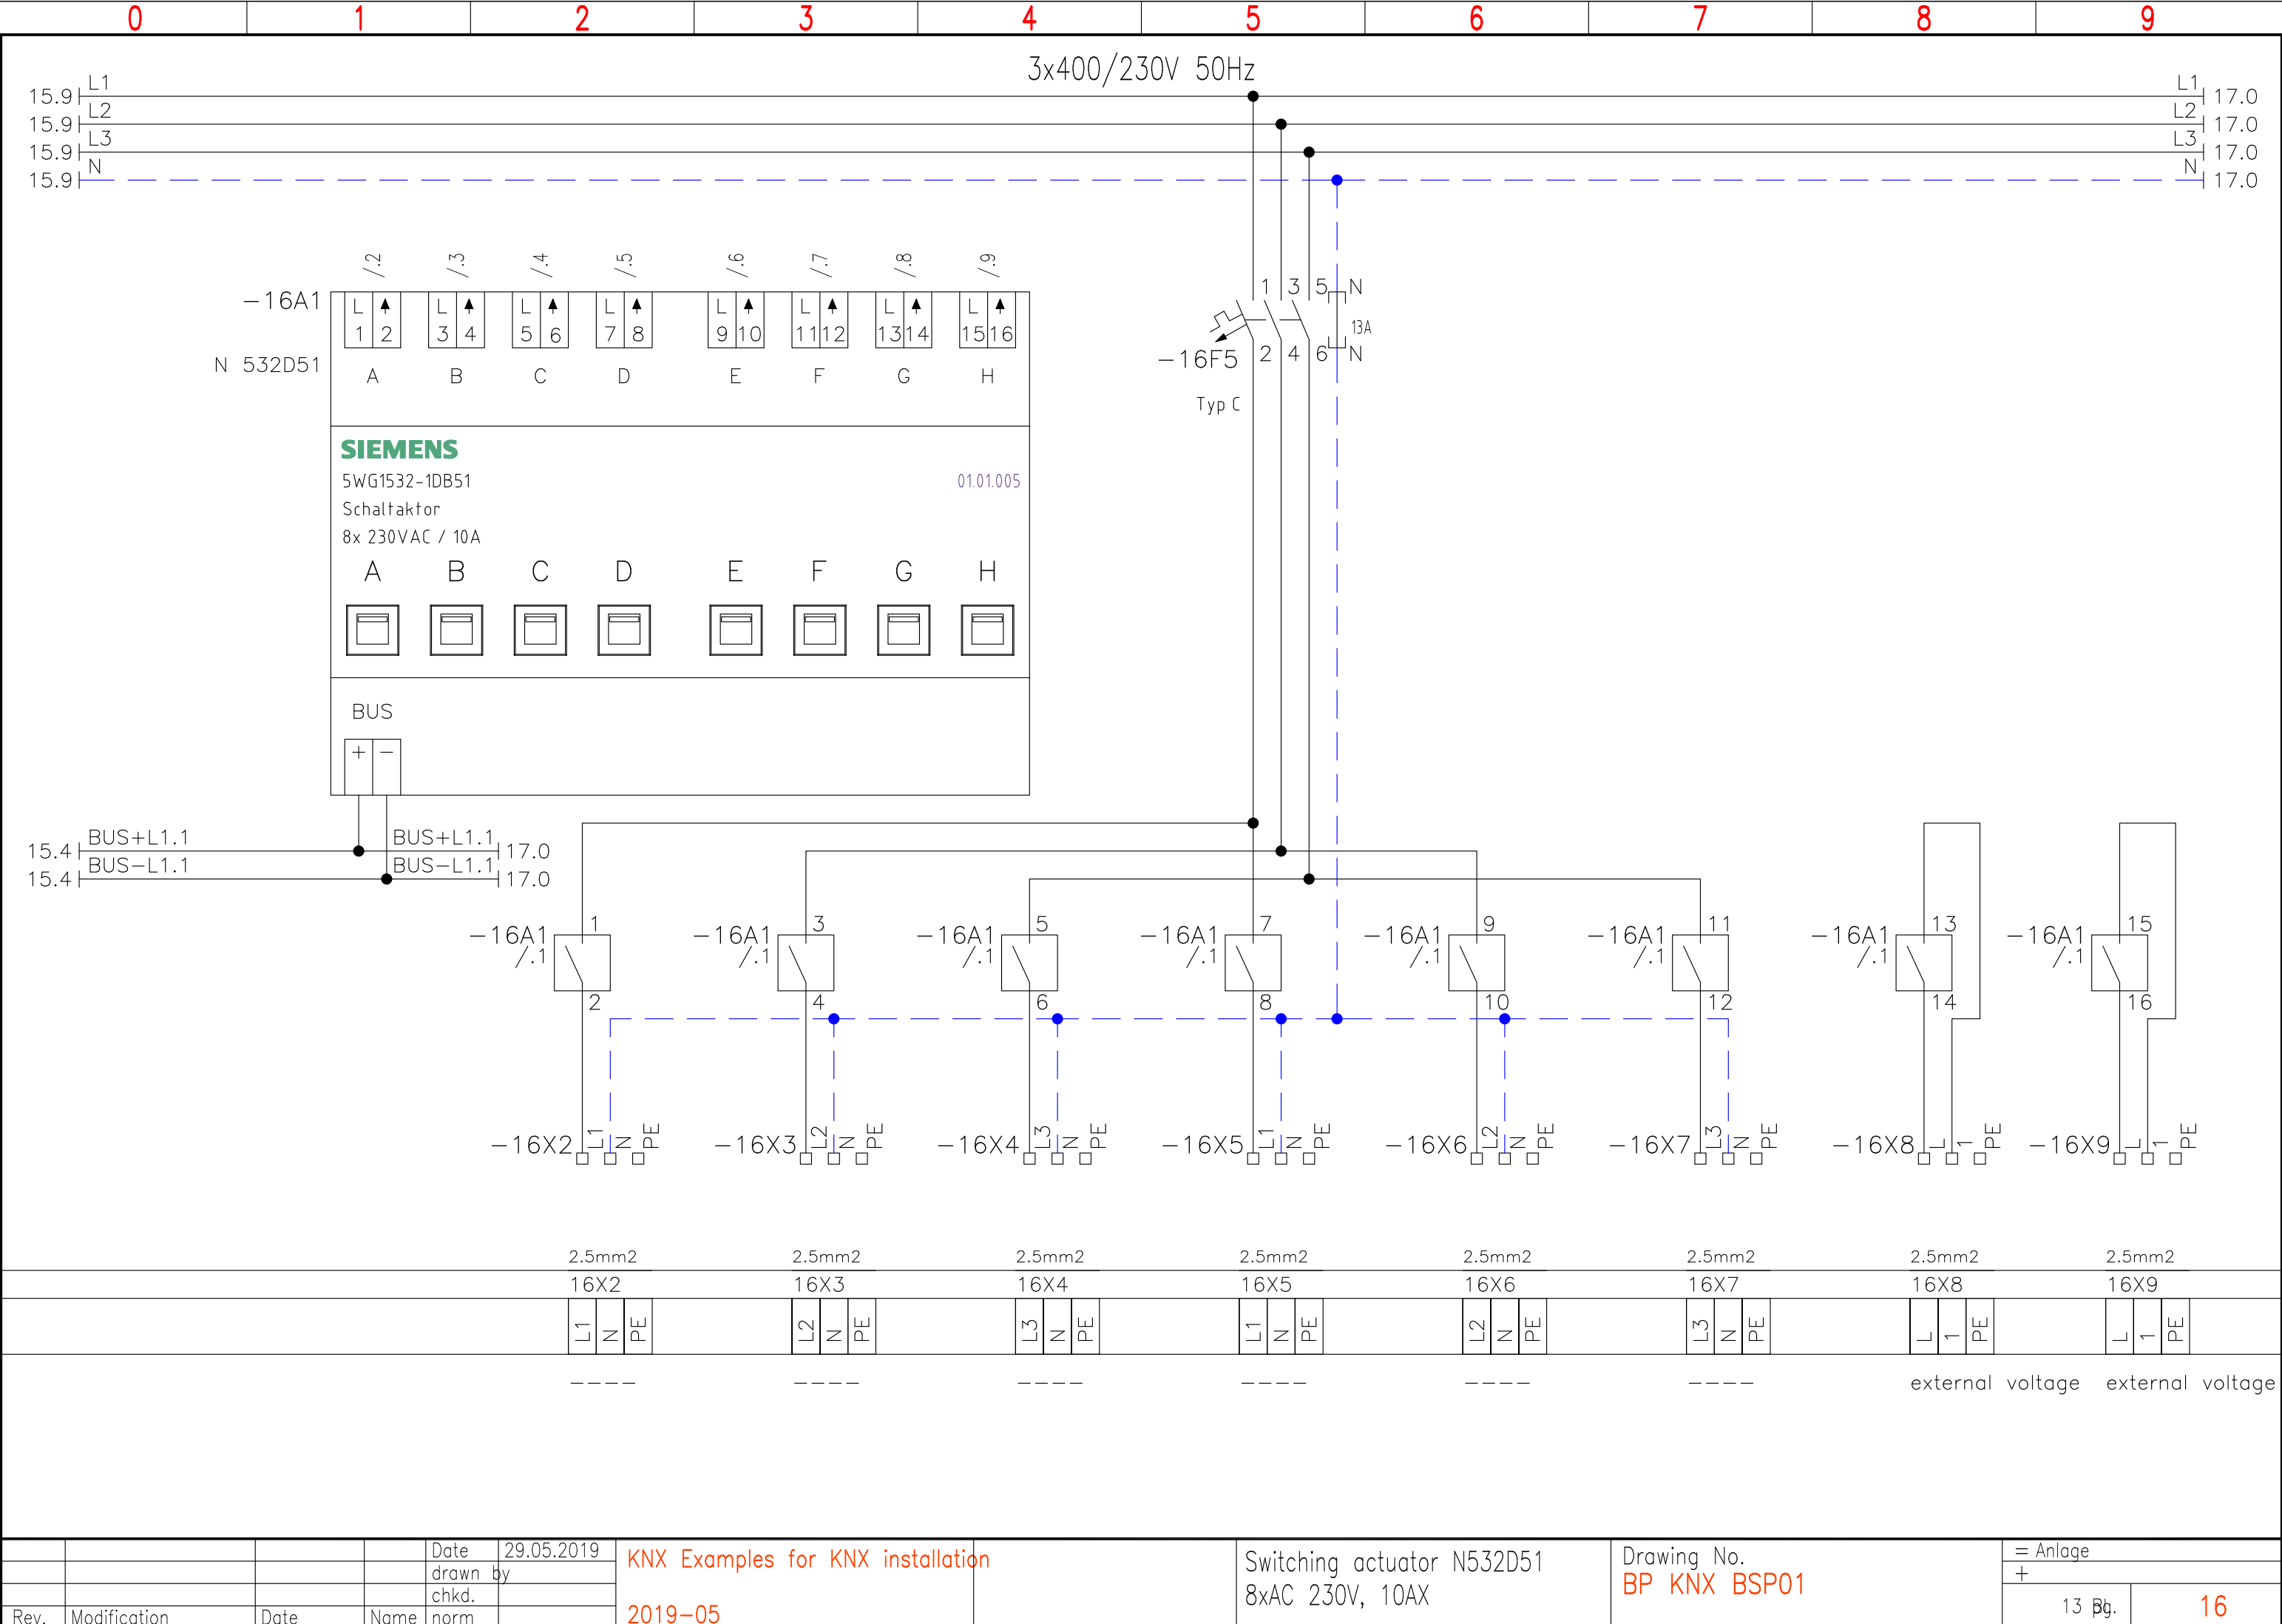 0 1 2 3 4 5 6 7 8 9
3x400/230V 50Hz
15.9 L1 L1 17.0
15.9 L2 L2 17.0
15.9 L3 L3 17.0
15.9 N N 17.0
/.2 /.3 /.4 /.5 /.6 /.7 /.8 /.9
-16A1
L L L L L L L L
1 2 3 4 5 6 7 8 9 10 11 12 13 14 15 16
N 532D51
A B C D E F G H
1 3 5 N
13A
-16F5 2 4 6 N
Typ C
SIEMENS
5WG1532-1DB51 01.01.005
Schaltaktor
8x 230VAC / 10A
A B C D E F G H
BUS
+ -
15.4 BUS+L1.1 BUS+L1.1 17.0
15.4 BUS-L1.1 BUS-L1.1 17.0
1 3 5 7 9 11 13 15
-16A1 -16A1 -16A1 -16A1 -16A1 -16A1 -16A1 -16A1
/.1 /.1 /.1 /.1 /.1 /.1 /.1 /.1
2 4 6 8 10 12 14 16
-16X2 L1 N PE -16X3 L2 N PE -16X4 L3 N PE -16X5 L1 N PE -16X6 L2 N PE -16X7 L3 N PE -16X8 L 1 PE -16X9 L 1 PE
2.5mm2 2.5mm2 2.5mm2 2.5mm2 2.5mm2 2.5mm2 2.5mm2 2.5mm2
16X2 16X3 16X4 16X5 16X6 16X7 16X8 16X9
L1 N PE L2 N PE L3 N PE L1 N PE L2 N PE L3 N PE L 1 PE L 1 PE
---- ---- ---- ---- ---- ---- external voltage external voltage
Date 29.05.2019
drawn by
chkd.
Rev. Modification Date Name norm
KNX Examples for KNX installation
2019-05
Switching actuator N532D51
8xAC 230V, 10AX
Drawing No.
BP KNX BSP01
= Anlage
+
13 16